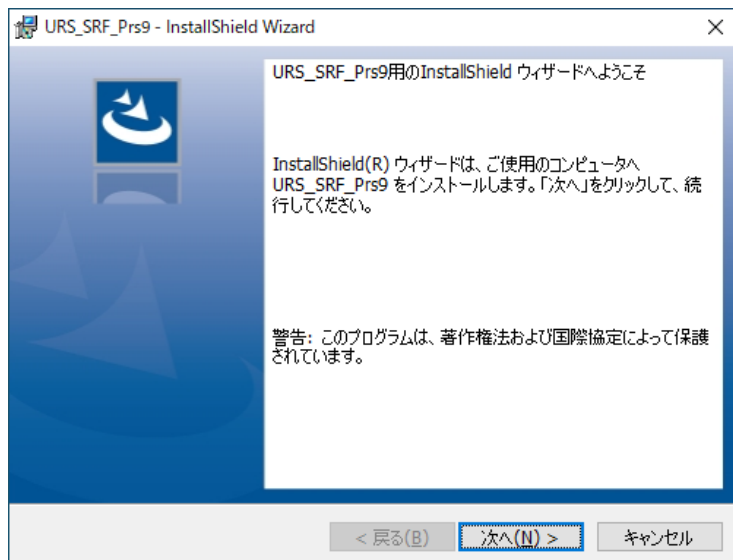 URS_SRF_Prs9 - InstallShield Wizard
URS_SRF_Prs9用のInstallShield ウィザードへようこそ
InstallShield(R) ウィザードは、ご使用のコンピュータへ
URS_SRF_Prs9 をインストールします。「次へ」をクリックして、続
行してください。
警告: このプログラムは、著作権法および国際協定によって保護
されています。
< 戻る(B) 次へ(N) > キャンセル